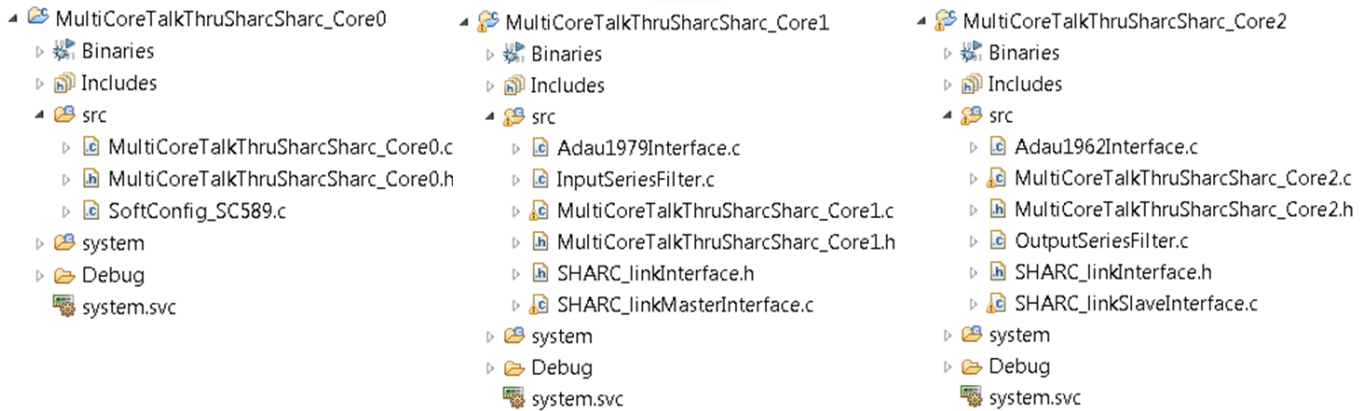 MultiCoreTalkThruSharcSharc_Core0
Binaries
Includes
src
MultiCoreTalkThruSharcSharc_Core0.c
MultiCoreTalkThruSharcSharc_Core0.h
SoftConfig_SC589.c
system
Debug
system.svc
MultiCoreTalkThruSharcSharc_Core1
Binaries
Includes
src
Adau1979Interface.c
InputSeriesFilter.c
MultiCoreTalkThruSharcSharc_Core1.c
MultiCoreTalkThruSharcSharc_Core1.h
SHARC_linkInterface.h
SHARC_linkMasterInterface.c
system
Debug
system.svc
MultiCoreTalkThruSharcSharc_Core2
Binaries
Includes
src
Adau1962Interface.c
MultiCoreTalkThruSharcSharc_Core2.c
MultiCoreTalkThruSharcSharc_Core2.h
OutputSeriesFilter.c
SHARC_linkInterface.h
SHARC_linkSlaveInterface.c
system
Debug
system.svc